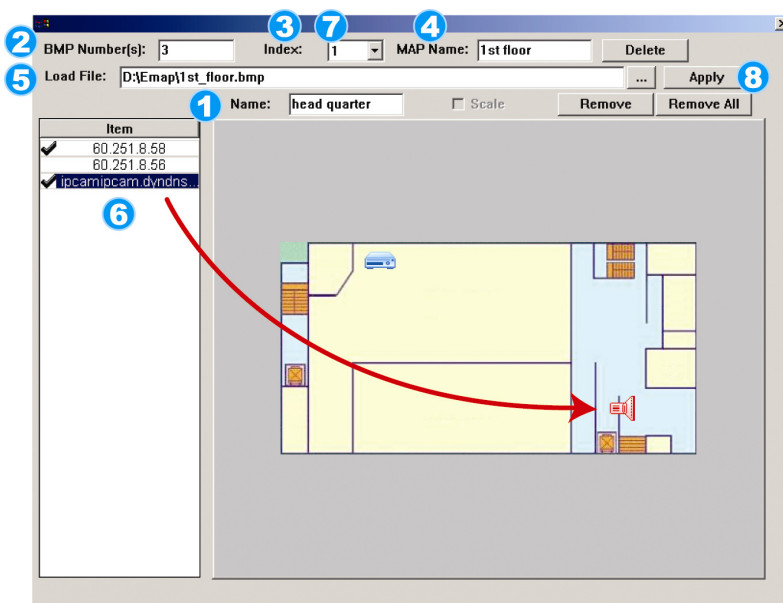 3 7 4
2 BMP Number(s): 3 Index: 1 MAP Name: 1st floor Delete
5 Load File: D:\Emap\1st_floor.bmp ... Apply 8
1 Name: head quarter Scale Remove Remove All
Item
60.251.8.58
60.251.8.56
ipcamipcam.dyndns...
6